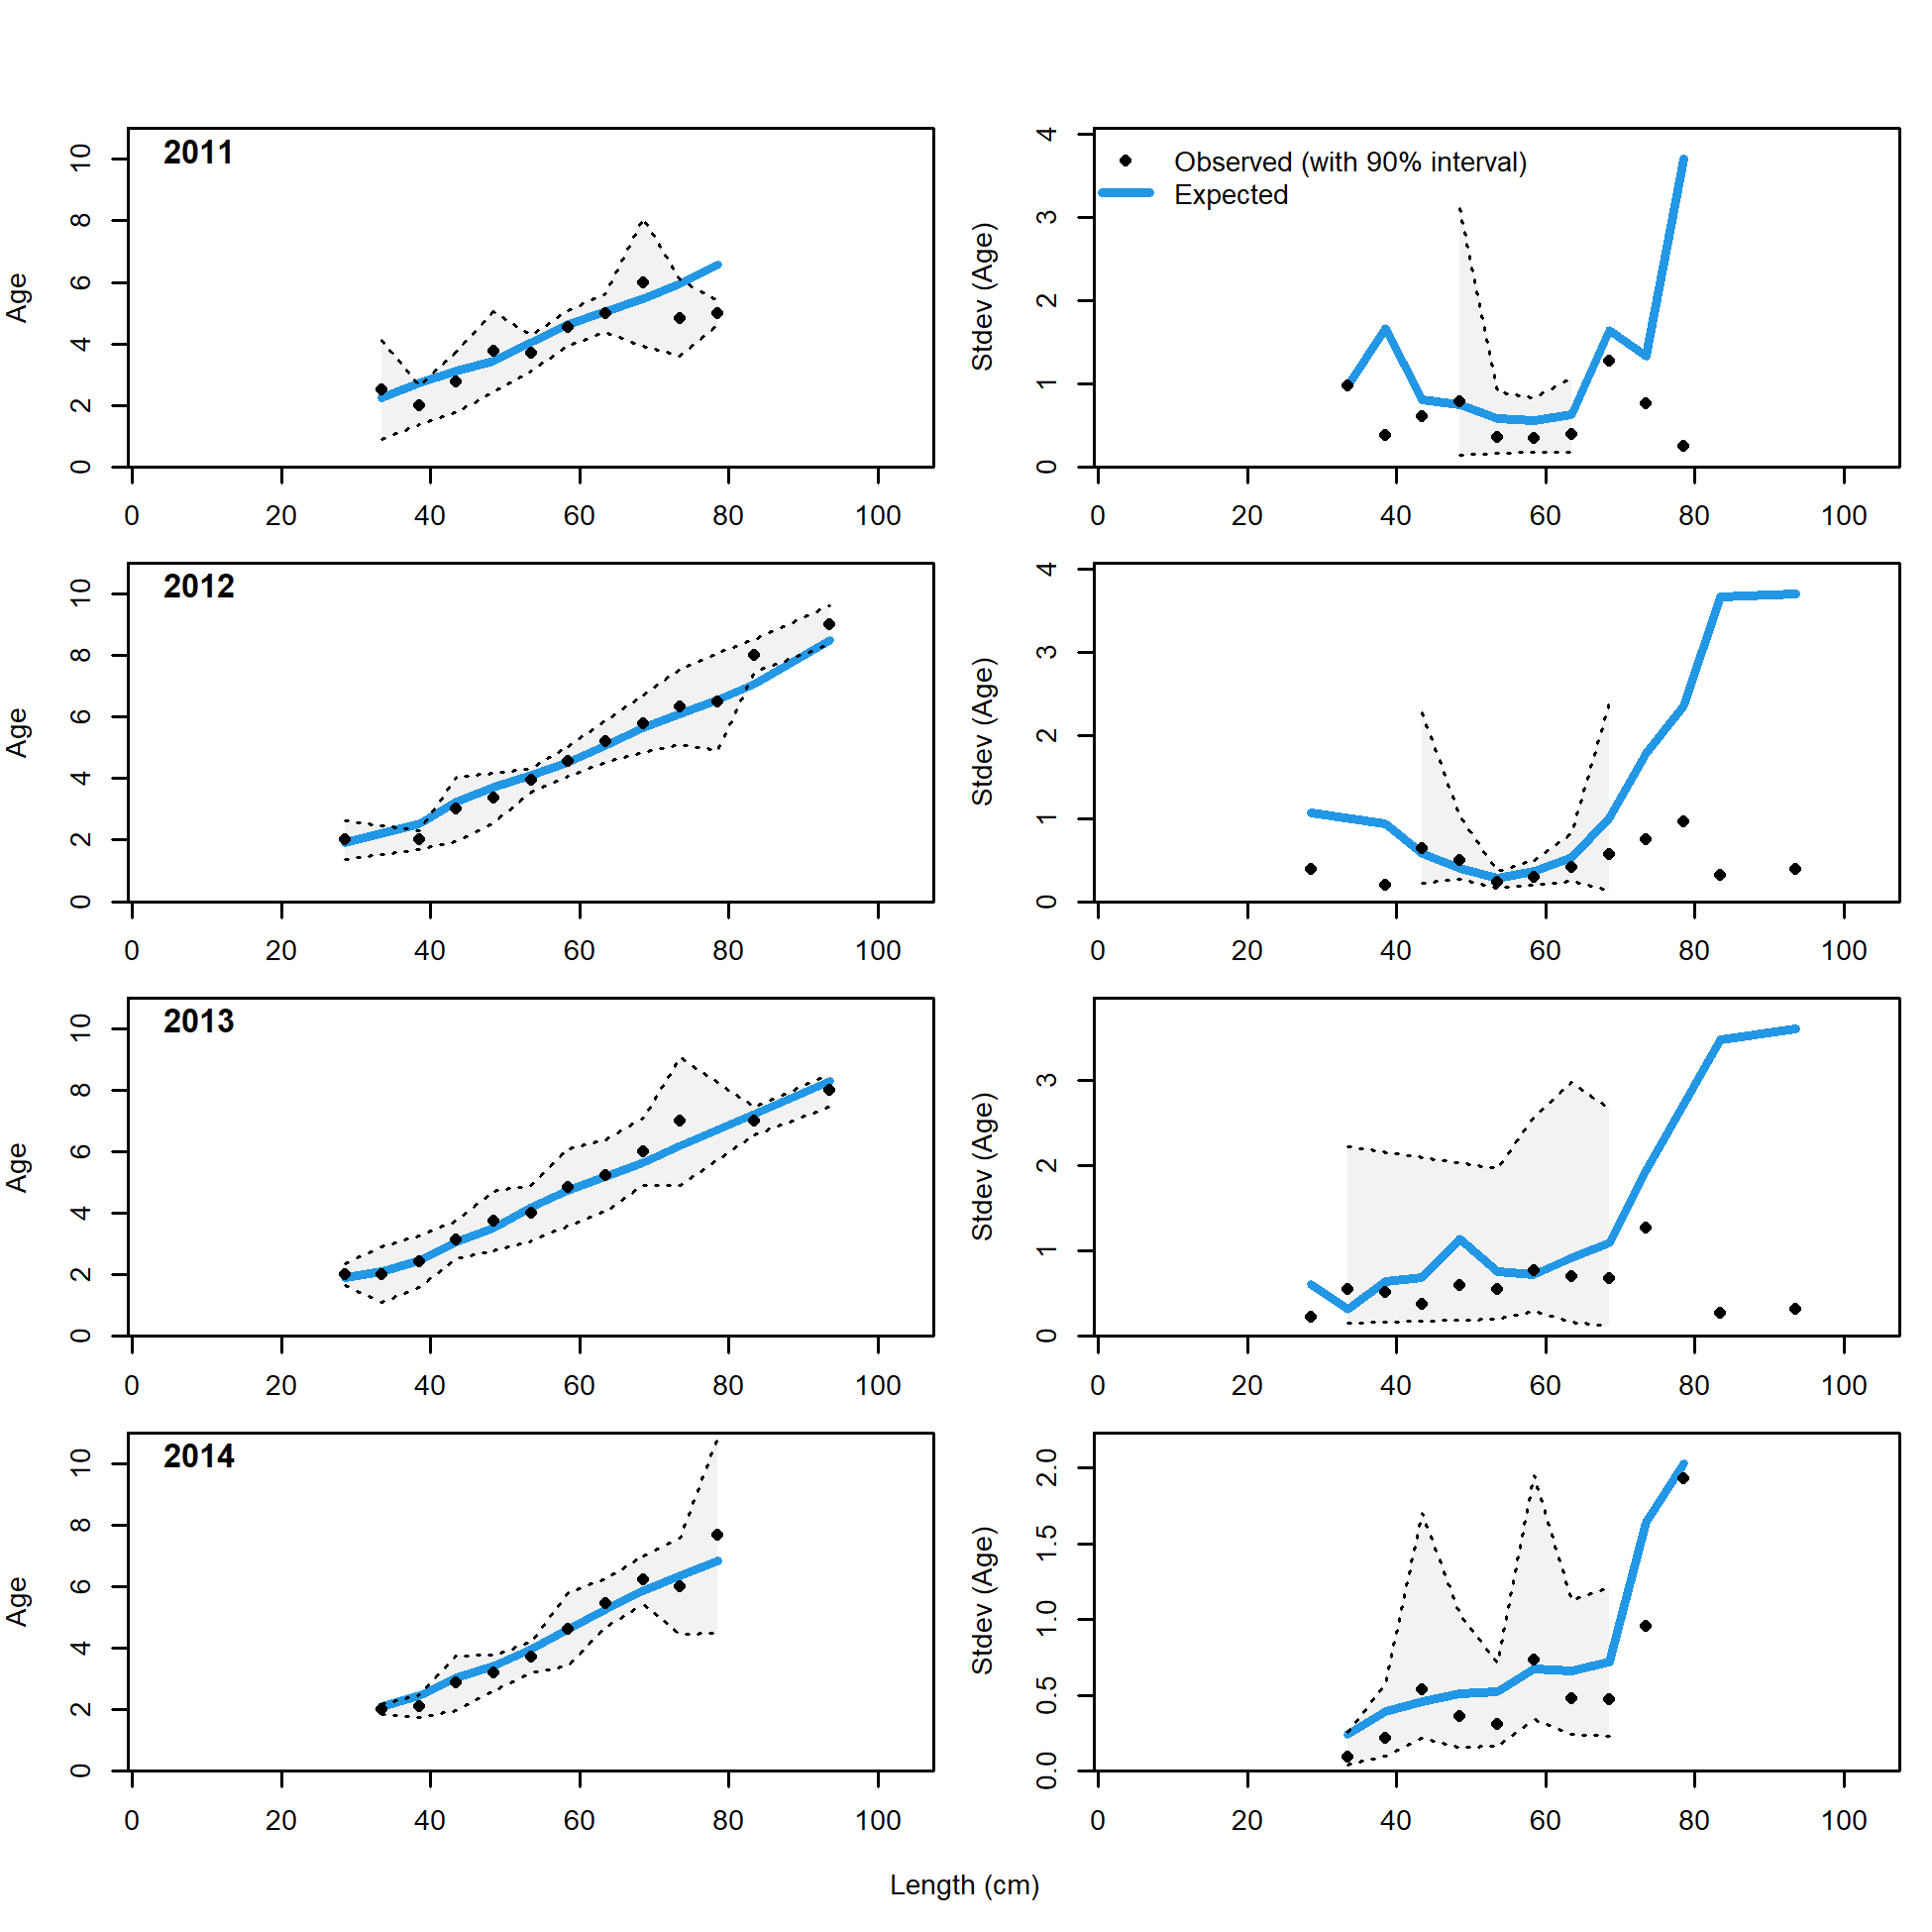 2011
Age
0 2 4 6 8 10
0 20 40 60 80 100
Observed (with 90% interval)
Expected
Stdev (Age)
0 1 2 3 4
0 20 40 60 80 100
2012
Age
0 2 4 6 8 10
0 20 40 60 80 100
Stdev (Age)
0 1 2 3 4
0 20 40 60 80 100
2013
Age
0 2 4 6 8 10
0 20 40 60 80 100
Stdev (Age)
0 1 2 3
0 20 40 60 80 100
2014
Age
0 2 4 6 8 10
0 20 40 60 80 100
Stdev (Age)
0.0 0.5 1.0 1.5 2.0
0 20 40 60 80 100
Length (cm)